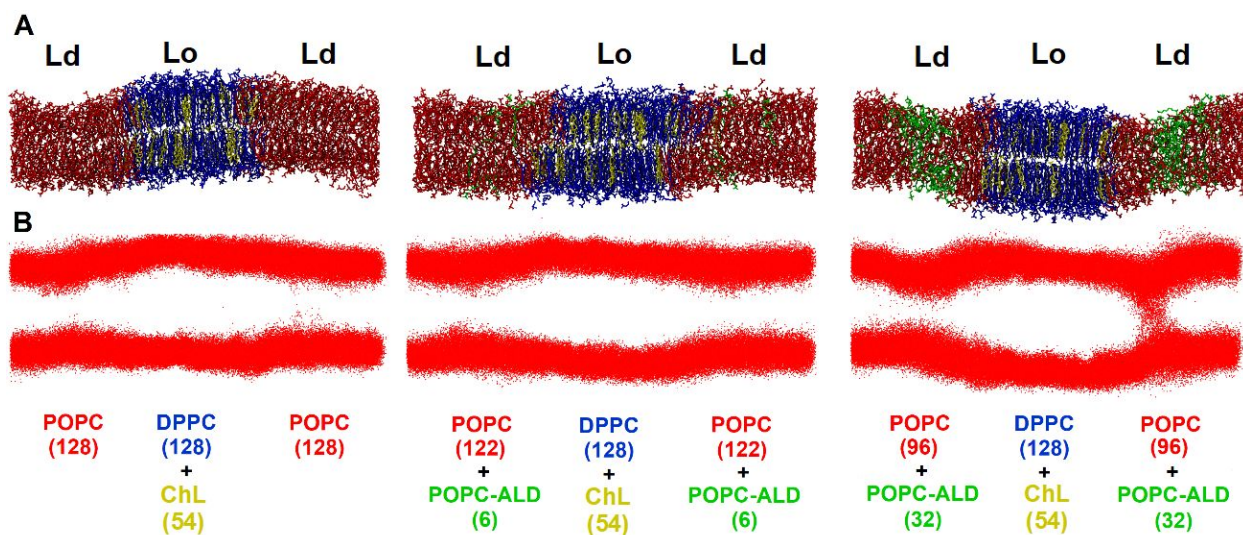 A
Ld Lo Ld
Ld Lo Ld
Ld Lo Ld
B
POPC DPPC POPC
(128) (128) (128)
+
ChL
(54)
POPC DPPC POPC
(122) (128) (122)
+ + +
POPC-ALD ChL POPC-ALD
(6) (54) (6)
POPC DPPC POPC
(96) (128) (96)
+ + +
POPC-ALD ChL POPC-ALD
(32) (54) (32)